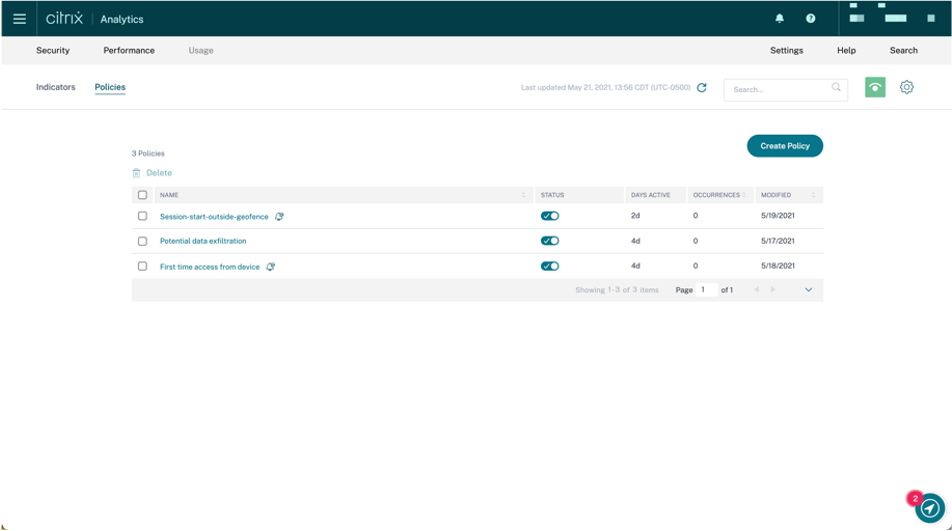 citrix | Analytics
Security Performance Usage Settings Help Search
Indicators Policies Last updated May 21, 2021, 13:56 CDT (UTC-0500) Search...
Create Policy
3 Policies
Delete
NAME STATUS DAYS ACTIVE OCCURRENCES MODIFIED
Session-start-outside-geofence 2d 0 5/19/2021
Potential data exfiltration 4d 0 5/17/2021
First time access from device 4d 0 5/18/2021
Showing 1-3 of 3 items Page 1 of 1
2